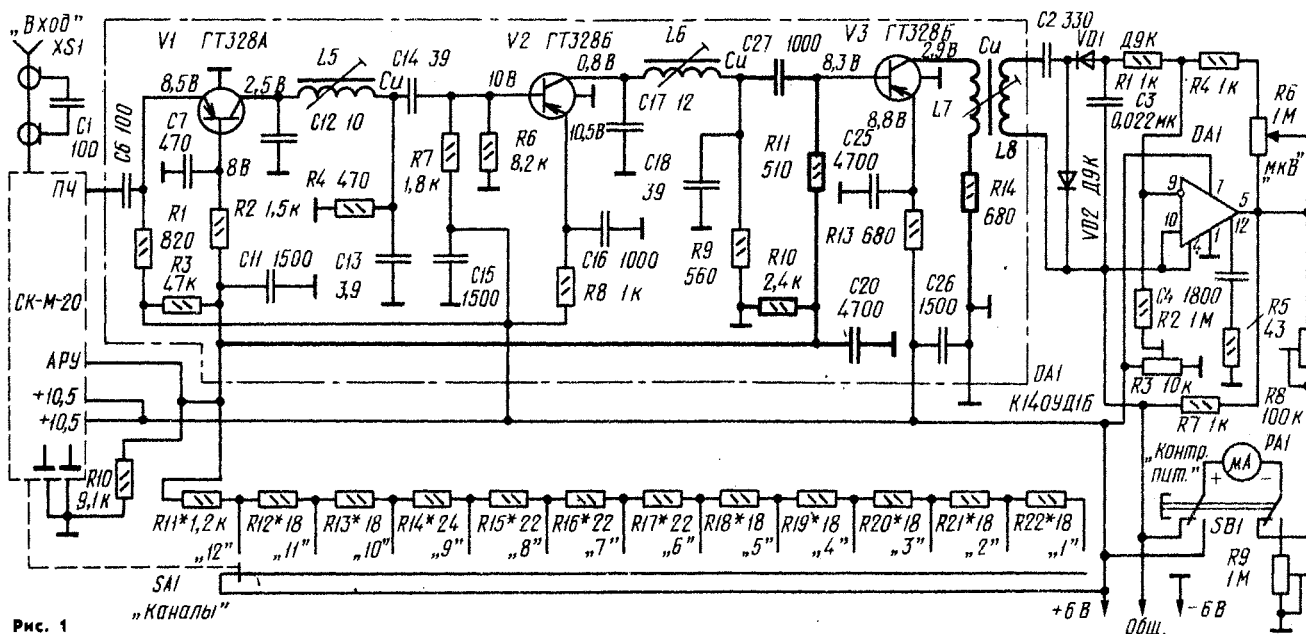 „Вход"
XS1
C1
100
C6 100
V1 ГТ328А
8,5В
2,5В
C7
470
8В
L5
Си
C14 39
C12 10
R4 470
R1
820
R2 1,5к
R3
47к
C11 1500
C13
3,9
V2 ГТ328Б
10В
0,8В
10,5В
R7
1,8к
R6
8,2к
C15
1500
C16 1000
R8 1к
L6
Си
C17 12
C18
39
R9
560
C27 1000
R11
510
R10
2,4к
C20
4700
V3 ГТ328Б
8,3В
2,9В
8,8В
C25
4700
R13 680
C26
1500
L7
Си
L8
R14
680
C2 330
VD1
Д9К
R1 1к
R4 1к
C3
0,022мк
R6
1М
„мкВ"
VD2 Д9К
DA1
9
7
10
4
1
5
12
C4 1800
R2 1М
R5
43
R3 10к
R7 1к
R8
100к
DA1
К140УД1Б
ПЧ
СК-М-20
АРУ
+10,5
+10,5
R10
9,1к
R11*1,2к
R12*18
R13*18
R14*24
R15*22
R16*22
R17*22
R18*18
R19*18
R20*18
R21*18
R22*18
„12"
„11"
„10"
„9"
„8"
„7"
„6"
„5"
„4"
„3"
„2"
„1"
SA1
„Каналы"
„Контр.
пит."
PA1
мА
+
-
SB1
R9
1М
+6В
Общ.
-6В
Рис. 1